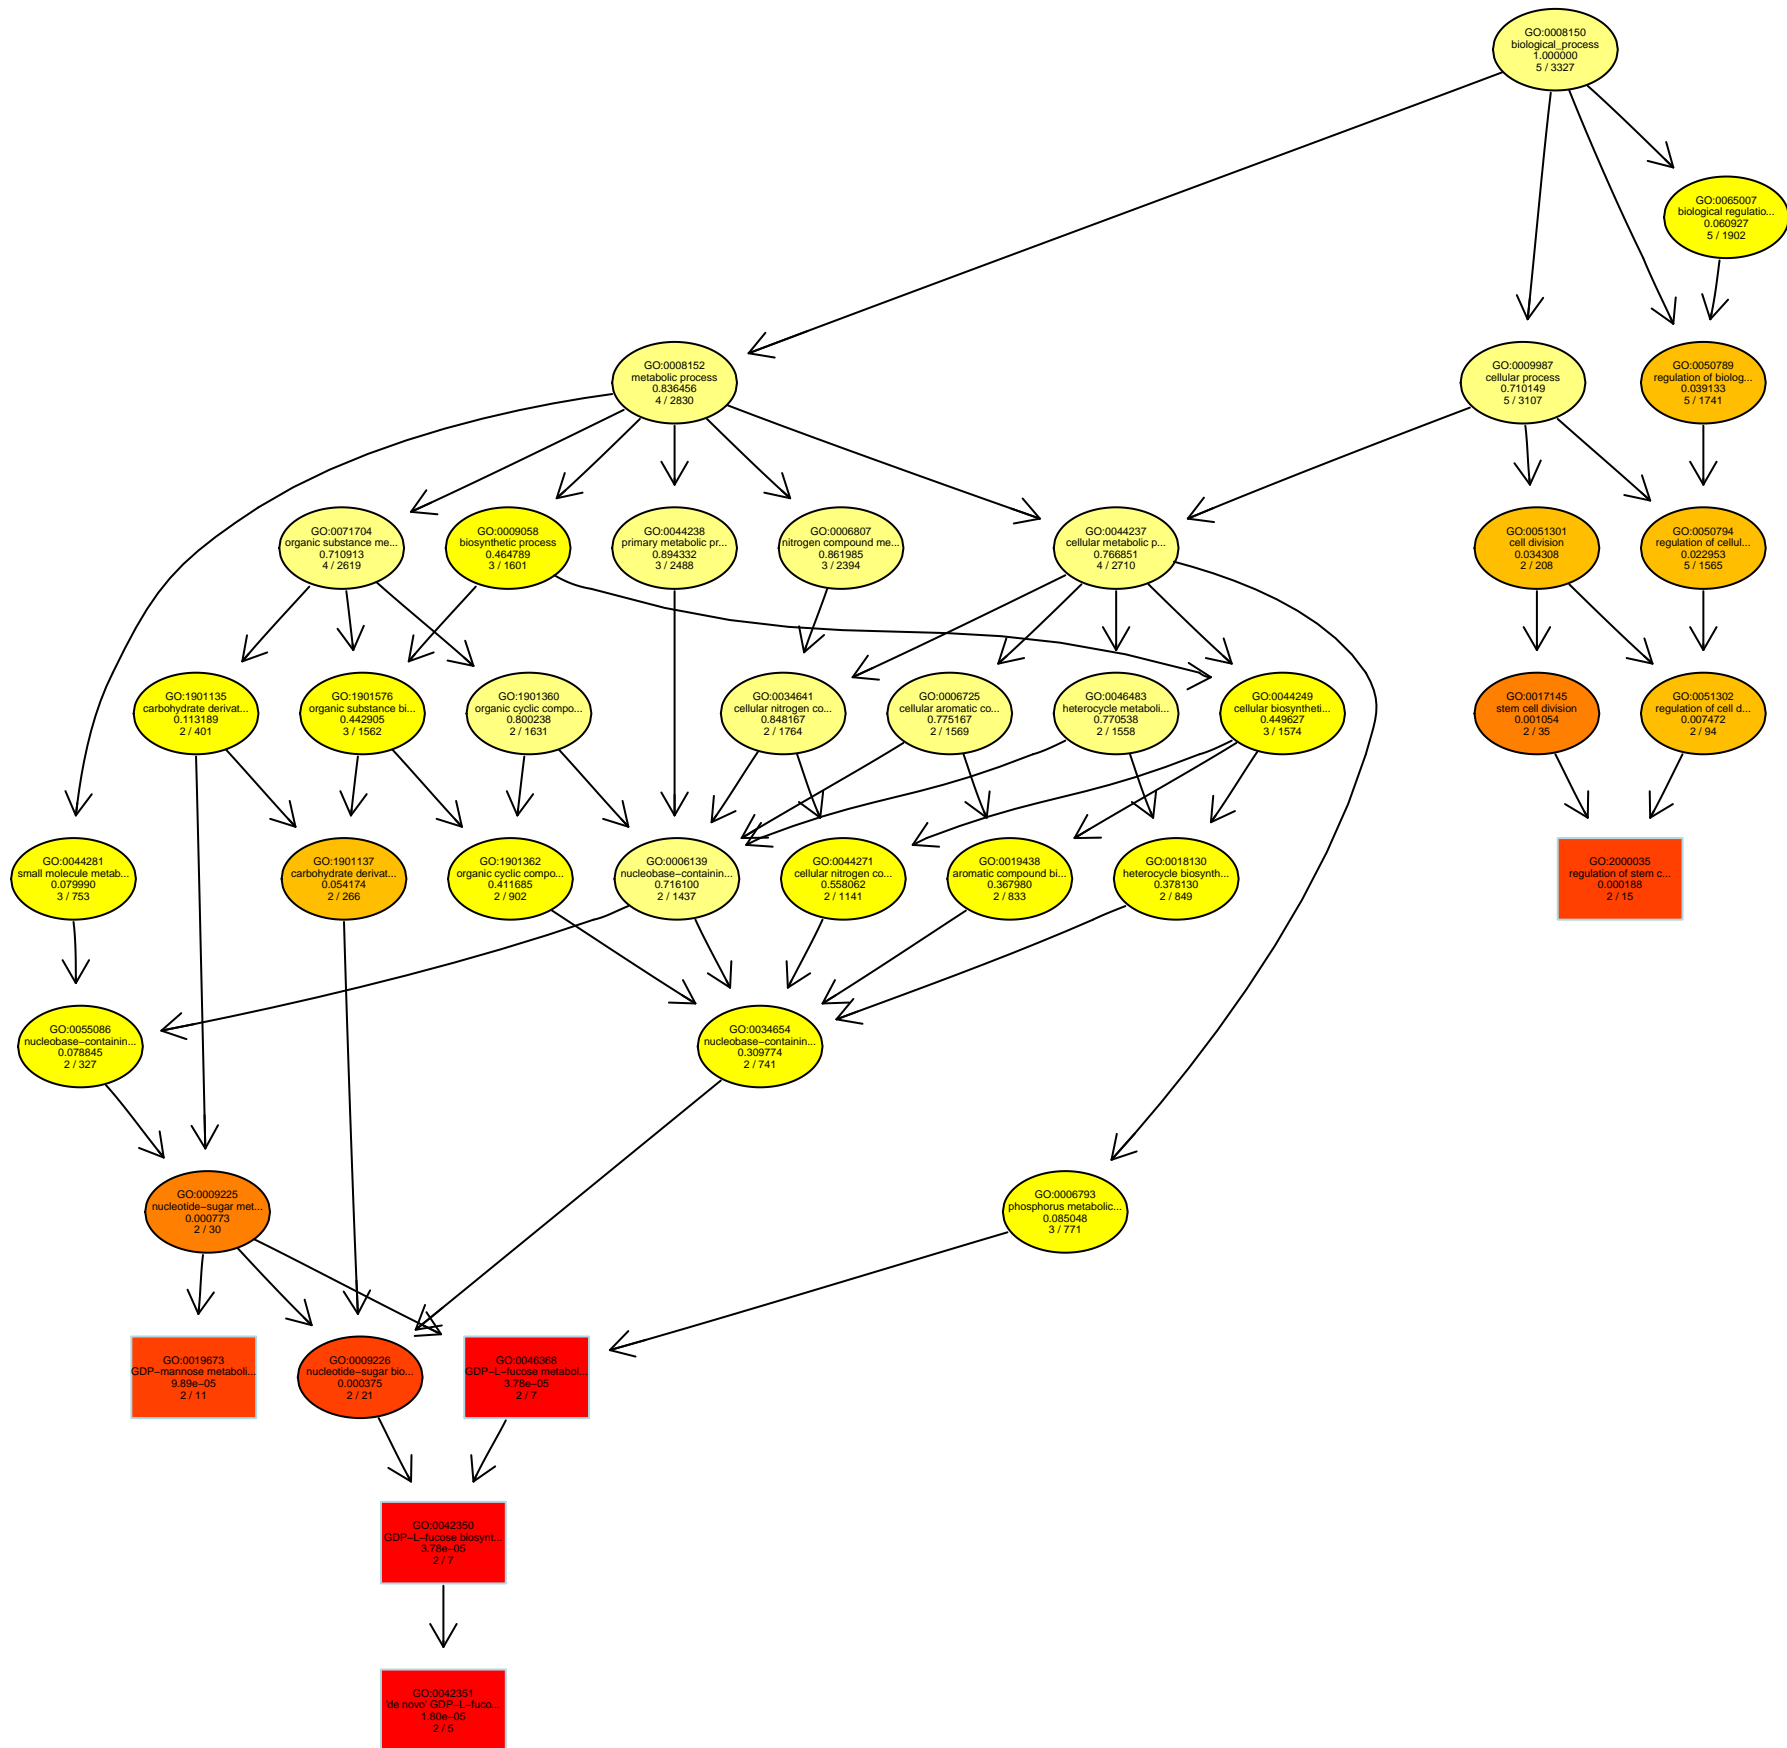 GO:0008150
biological_process
1.000000
5 / 3327
GO:0065007
biological regulatio...
0.060927
5 / 1902
GO:0008152
metabolic process
0.836456
4 / 2830
GO:0009987
cellular process
0.710149
5 / 3107
GO:0050789
regulation of biolog...
0.039133
5 / 1741
GO:0071704
organic substance me...
0.710913
4 / 2619
GO:0009058
biosynthetic process
0.464789
3 / 1601
GO:0044238
primary metabolic pr...
0.894332
3 / 2488
GO:0006807
nitrogen compound me...
0.861985
3 / 2394
GO:0044237
cellular metabolic p...
0.766851
4 / 2710
GO:0051301
cell division
0.034308
2 / 208
GO:0050794
regulation of cellul...
0.022953
5 / 1565
GO:1901135
carbohydrate derivat...
0.113189
2 / 401
GO:1901576
organic substance bi...
0.442905
3 / 1562
GO:1901360
organic cyclic compo...
0.800238
2 / 1631
GO:0034641
cellular nitrogen co...
0.848167
2 / 1764
GO:0006725
cellular aromatic co...
0.775167
2 / 1569
GO:0046483
heterocycle metaboli...
0.770538
2 / 1558
GO:0044249
cellular biosyntheti...
0.449627
3 / 1574
GO:0017145
stem cell division
0.001054
2 / 35
GO:0051302
regulation of cell d...
0.007472
2 / 94
GO:0044281
small molecule metab...
0.079990
3 / 753
GO:1901137
carbohydrate derivat...
0.054174
2 / 266
GO:1901362
organic cyclic compo...
0.411685
2 / 902
GO:0006139
nucleobase−containin...
0.716100
2 / 1437
GO:0044271
cellular nitrogen co...
0.558062
2 / 1141
GO:0019438
aromatic compound bi...
0.367980
2 / 833
GO:0018130
heterocycle biosynth...
0.378130
2 / 849
GO:2000035
regulation of stem c...
0.000188
2 / 15
GO:0055086
nucleobase−containin...
0.078845
2 / 327
GO:0034654
nucleobase−containin...
0.309774
2 / 741
GO:0009225
nucleotide−sugar met...
0.000773
2 / 30
GO:0006793
phosphorus metabolic...
0.085048
3 / 771
GO:0019673
GDP−mannose metaboli...
9.89e−05
2 / 11
GO:0009226
nucleotide−sugar bio...
0.000375
2 / 21
GO:0046368
GDP−L−fucose metabol...
3.78e−05
2 / 7
GO:0042350
GDP−L−fucose biosynt...
3.78e−05
2 / 7
GO:0042351
'de novo' GDP−L−fuco...
1.80e−05
2 / 5